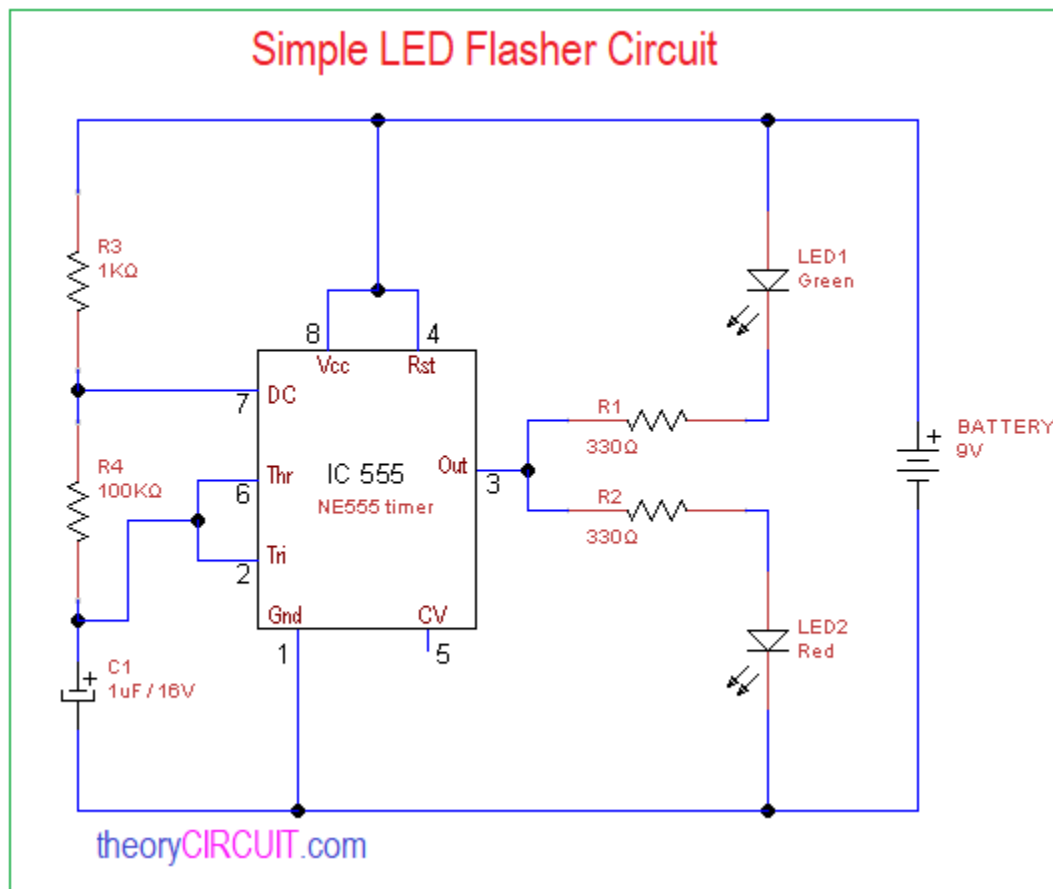 Simple LED Flasher Circuit
R3
1KΩ
LED1
Green
8
4
Vcc
Rst
7
DC
R1
330Ω
BATTERY
9V
+
R4
100KΩ
Thr
6
IC 555
NE555 timer
Out
3
R2
330Ω
Tri
2
Gnd
CV
1
5
LED2
Red
C1
+
1uF / 16V
theoryCIRCUIT.com